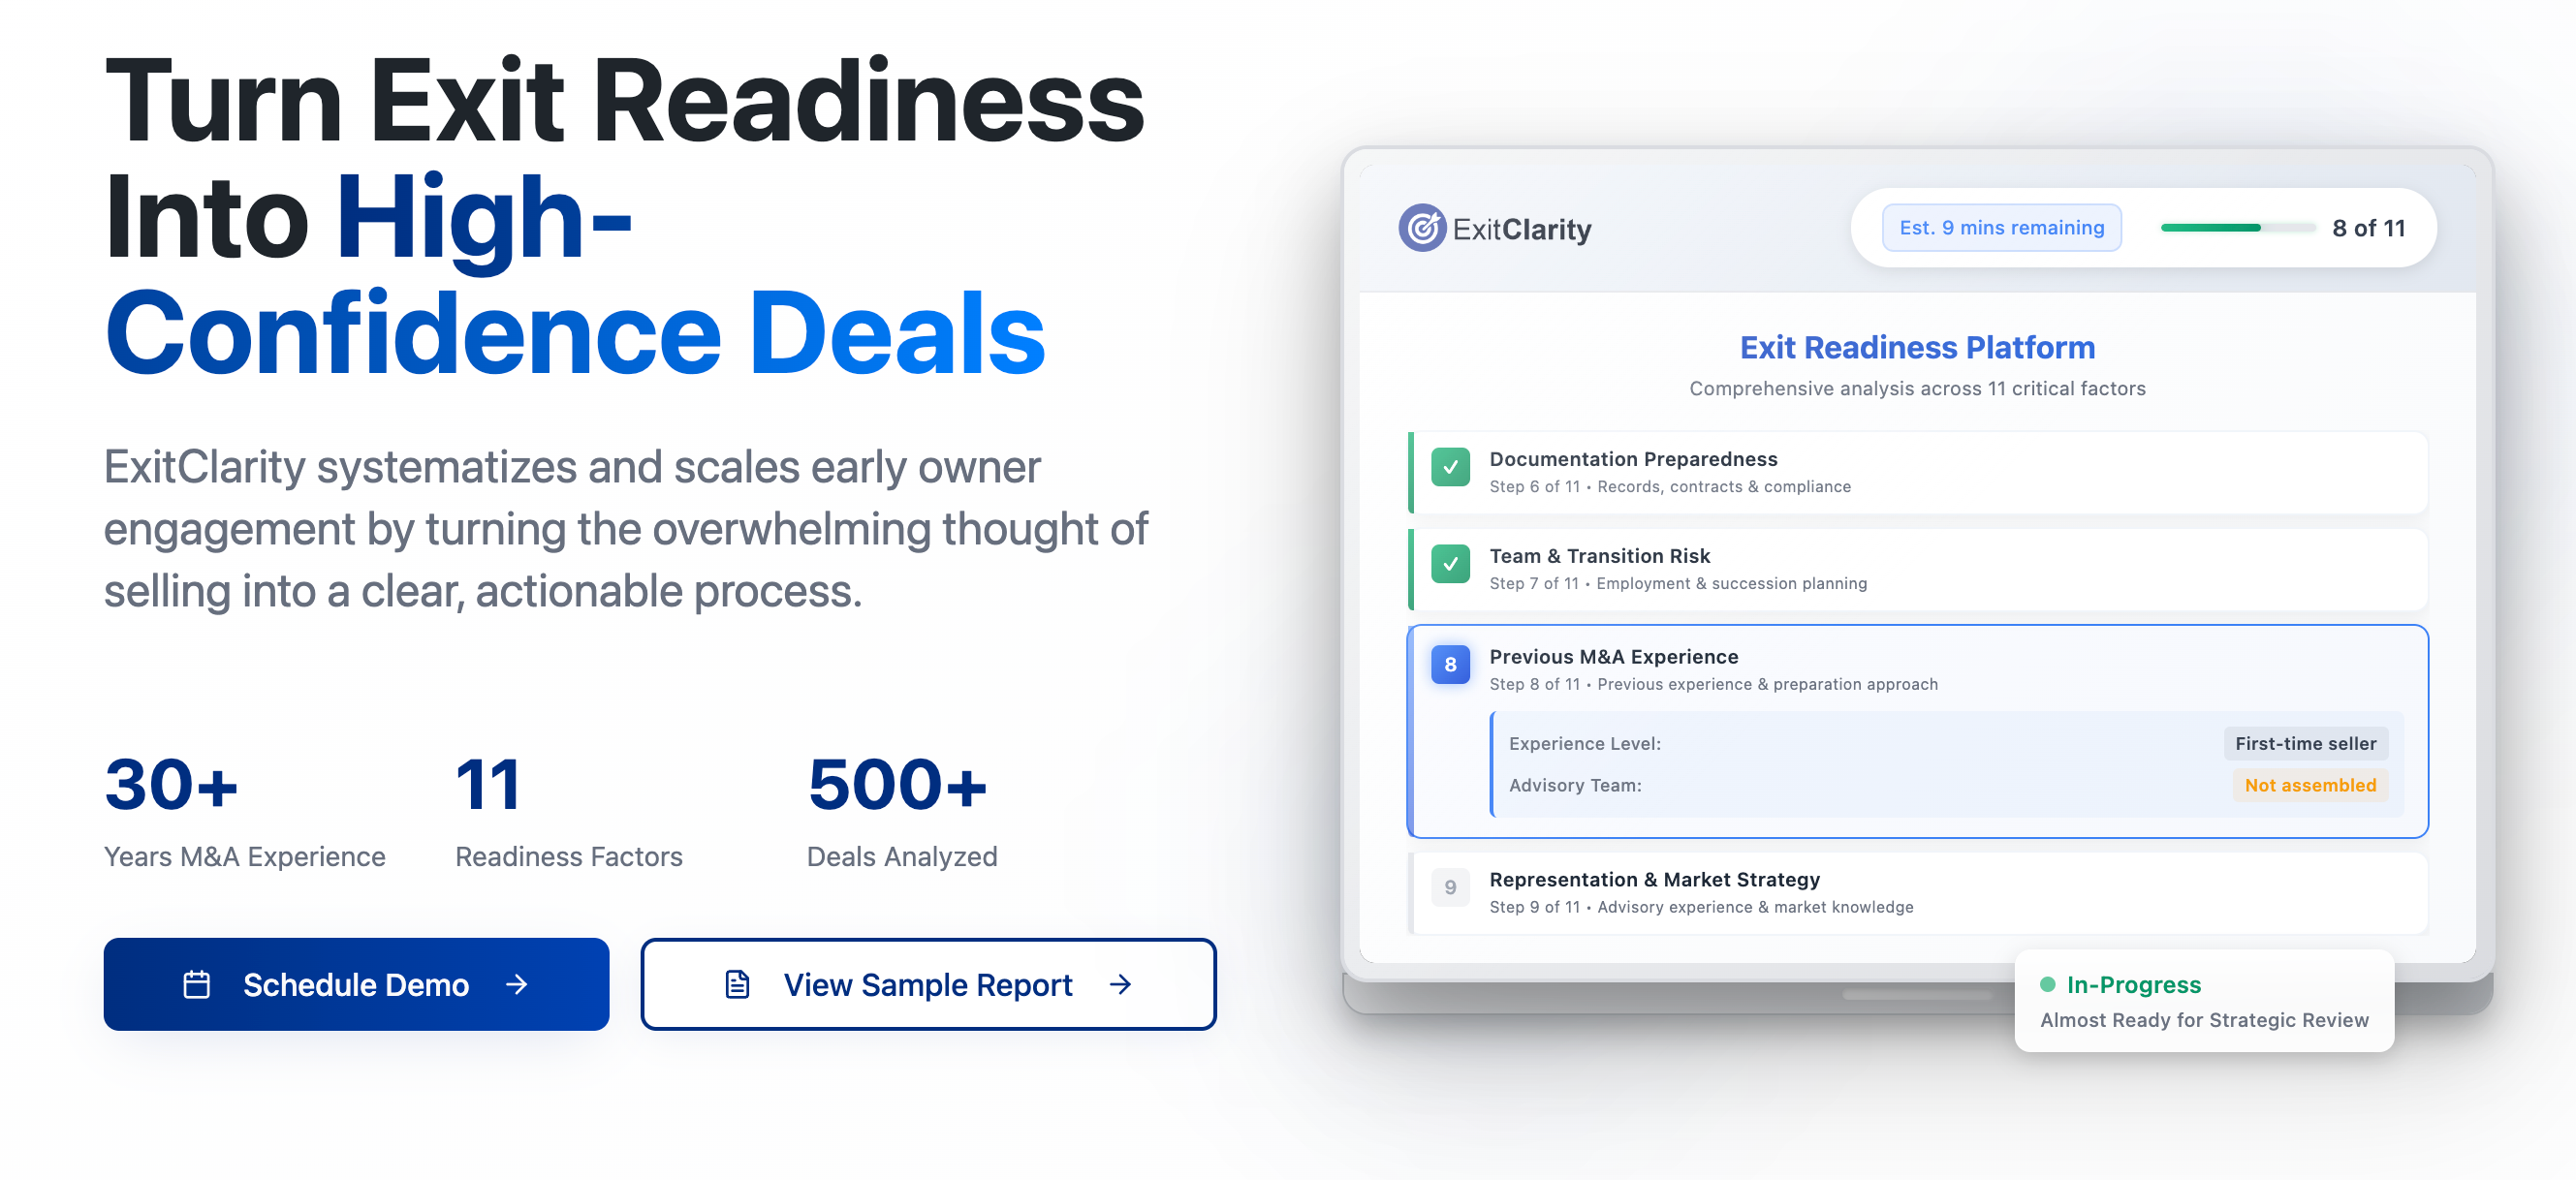 Turn Exit Readiness
Into High-
Confidence Deals
ExitClarity systematizes and scales early owner
engagement by turning the overwhelming thought of
selling into a clear, actionable process.
30+
Years M&A Experience
11
Readiness Factors
500+
Deals Analyzed
Schedule Demo →
View Sample Report →
ExitClarity
Est. 9 mins remaining
8 of 11
Exit Readiness Platform
Comprehensive analysis across 11 critical factors
Documentation Preparedness
Step 6 of 11 • Records, contracts & compliance
Team & Transition Risk
Step 7 of 11 • Employment & succession planning
8
Previous M&A Experience
Step 8 of 11 • Previous experience & preparation approach
Experience Level: First-time seller
Advisory Team: Not assembled
9
Representation & Market Strategy
Step 9 of 11 • Advisory experience & market knowledge
In-Progress
Almost Ready for Strategic Review